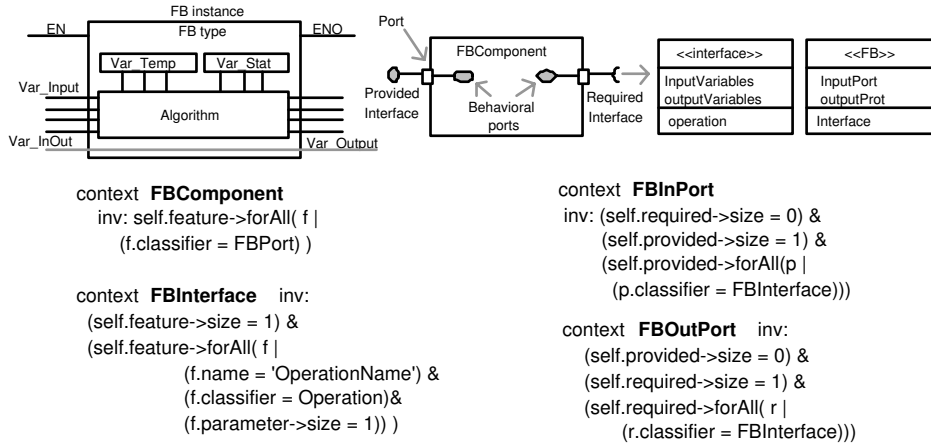 FB instance
FB type
EN
ENO
Var_Temp
Var_Stat
Var_Input
Algorithm
Var_InOut
Var_Output
Port
FBComponent
Provided
Interface
Behavioral
ports
Required
Interface
<<interface>>
InputVariables
outputVariables
operation
<<FB>>
InputPort
outputProt
Interface
context FBComponent
inv: self.feature->forAll( f |
(f.classifier = FBPort) )
context FBInterface inv:
(self.feature->size = 1) &
(self.feature->forAll( f |
(f.name = 'OperationName') &
(f.classifier = Operation)&
(f.parameter->size = 1)) )
context FBInPort
inv: (self.required->size = 0) &
(self.provided->size = 1) &
(self.provided->forAll(p |
(p.classifier = FBInterface)))
context FBOutPort inv:
(self.provided->size = 0) &
(self.required->size = 1) &
(self.required->forAll( r |
(r.classifier = FBInterface)))